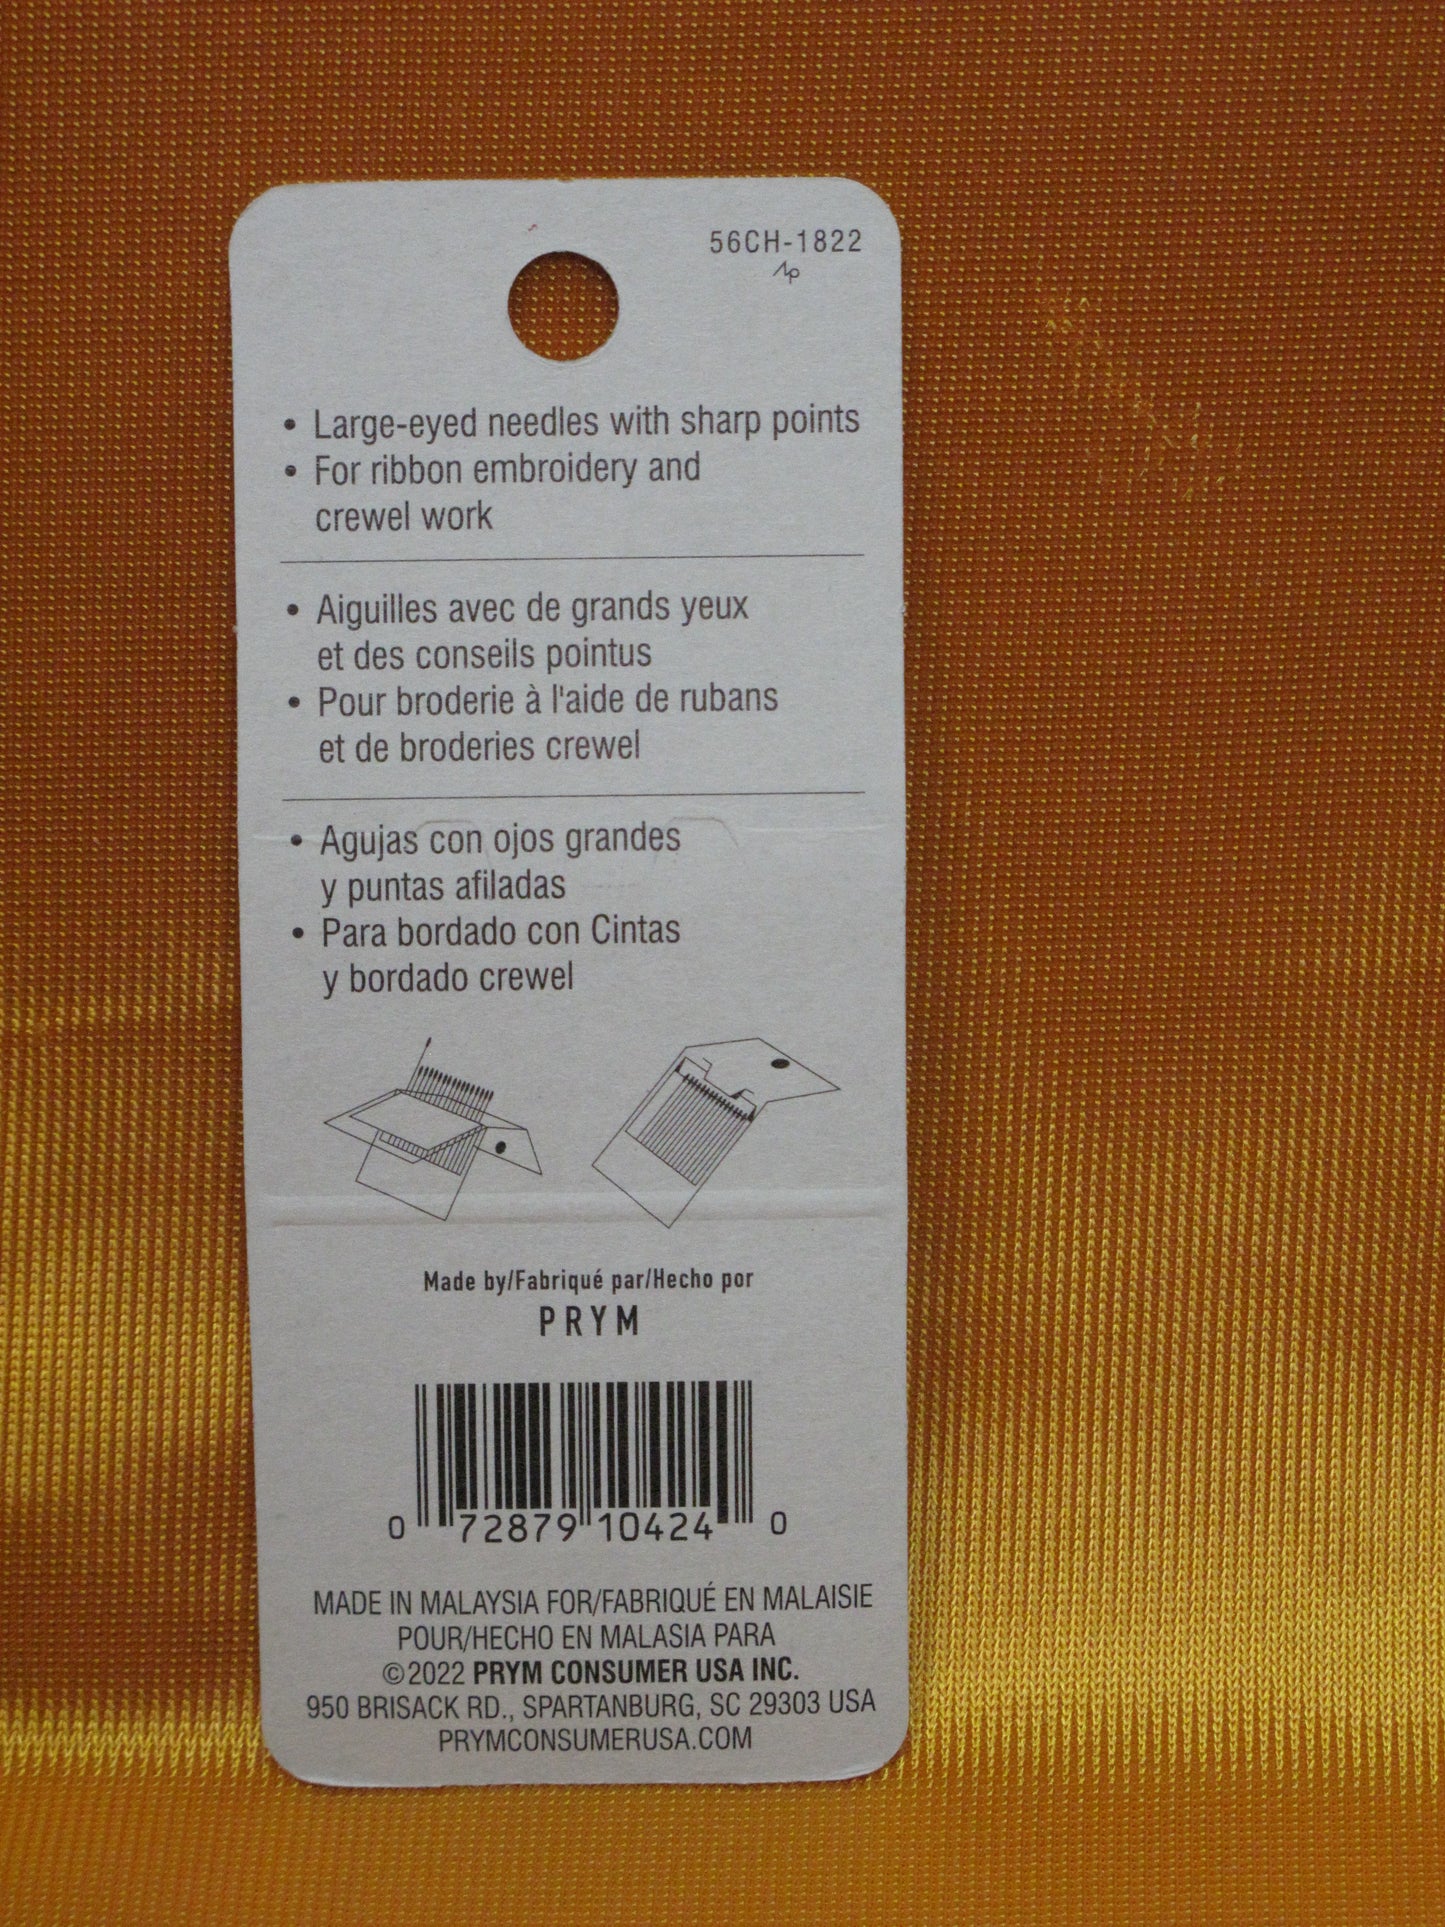 56CH-1822
• Large-eyed needles with sharp points
• For ribbon embroidery and
crewel work
• Aiguilles avec de grands yeux
et des conseils pointus
• Pour broderie à l'aide de rubans
et de broderies crewel
• Agujas con ojos grandes
y puntas afiladas
• Para bordado con Cintas
y bordado crewel
Made by/Fabriqué par/Hecho por
PRYM
0 72879 10424 0
MADE IN MALAYSIA FOR/FABRIQUÉ EN MALAISIE
POUR/HECHO EN MALASIA PARA
©2022 PRYM CONSUMER USA INC.
950 BRISACK RD., SPARTANBURG, SC 29303 USA
PRYMCONSUMERUSA.COM